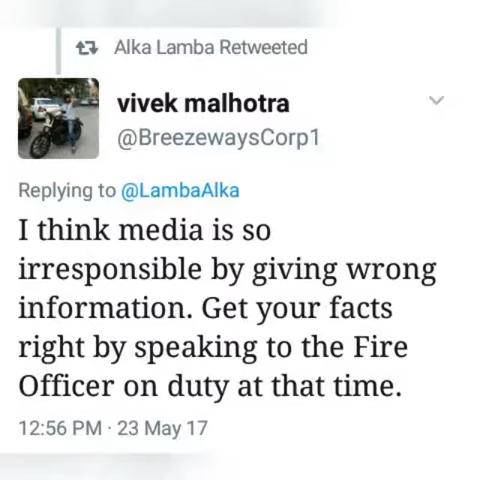 Alka Lamba Retweeted
vivek malhotra
@BreezewaysCorp1
Replying to @LambaAlka
I think media is so
irresponsible by giving wrong
information. Get your facts
right by speaking to the Fire
Officer on duty at that time.
12:56 PM · 23 May 17